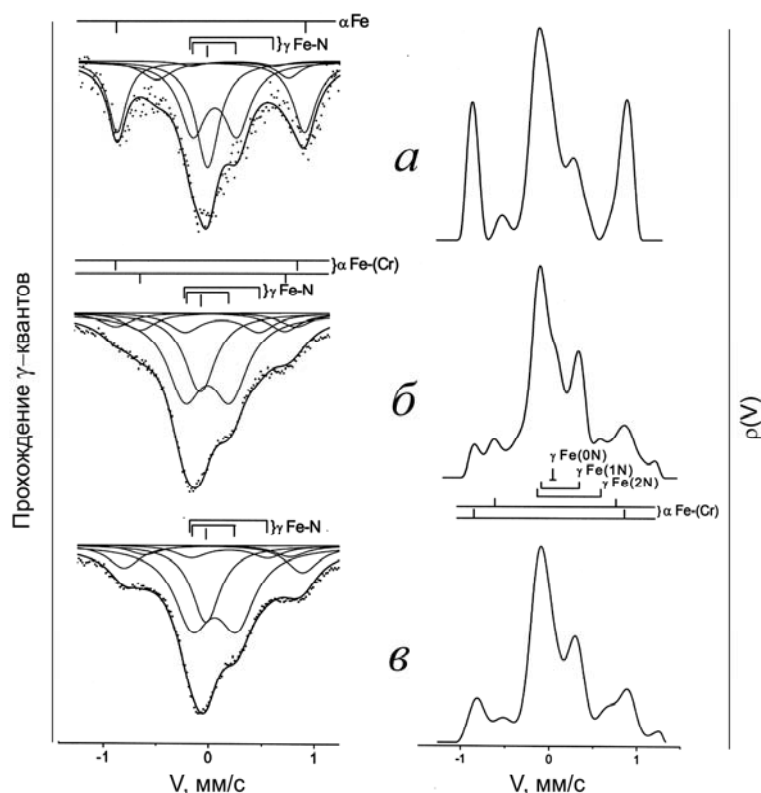 αFe
}γ Fe-N
а
}α Fe-(Cr)
}γ Fe-N
б
γ Fe(0N)
γ Fe(1N)
γ Fe(2N)
}α Fe-(Cr)
}γ Fe-N
в
Прохождение γ–квантов
ρ(V)
-1 0 1
V, мм/с
-1 0 1
V, мм/с